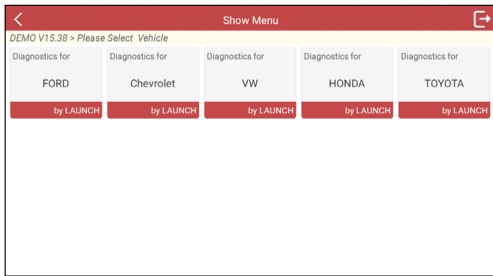 Show Menu
DEMO V15.38 > Please Select Vehicle
Diagnostics for
FORD
by LAUNCH
Diagnostics for
Chevrolet
by LAUNCH
Diagnostics for
VW
by LAUNCH
Diagnostics for
HONDA
by LAUNCH
Diagnostics for
TOYOTA
by LAUNCH